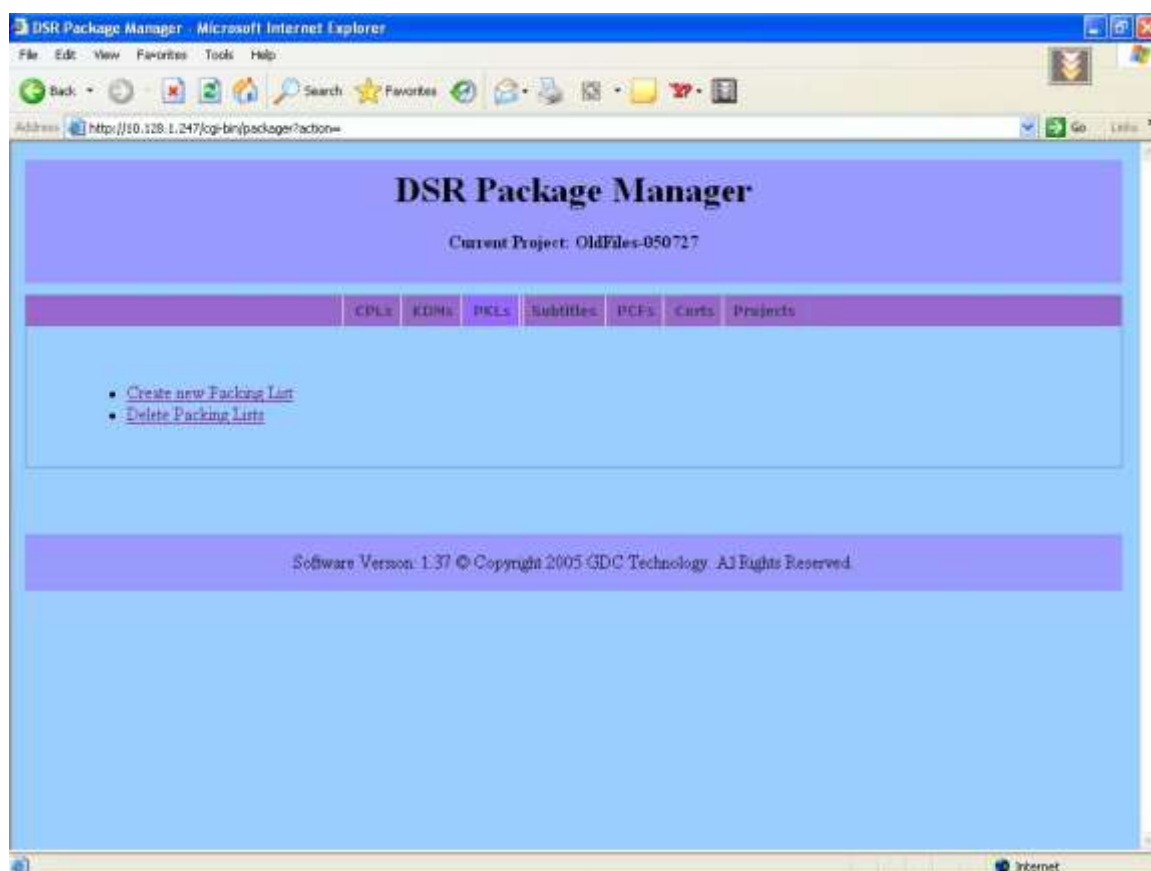 DSR Package Manager - Microsoft Internet Explorer
File Edit View Favorites Tools Help
Back Search Favorites
Address http://10.128.1.247/cgi-bin/packager?action= Go Links
DSR Package Manager
Current Project: OldFiles-050727
CPLs KDMs PKLs Subtitles PCFs Certs Projects
Create new Packing List
Delete Packing Lists
Software Version: 1.37 © Copyright 2005 GDC Technology. All Rights Reserved.
Internet